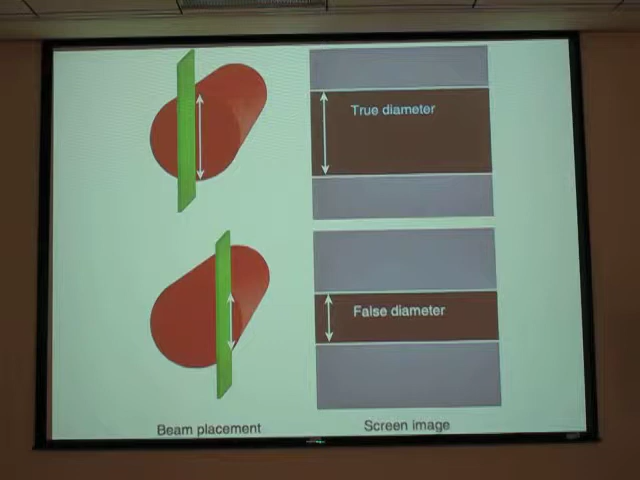 True diameter
False diameter
Beam placement
Screen image